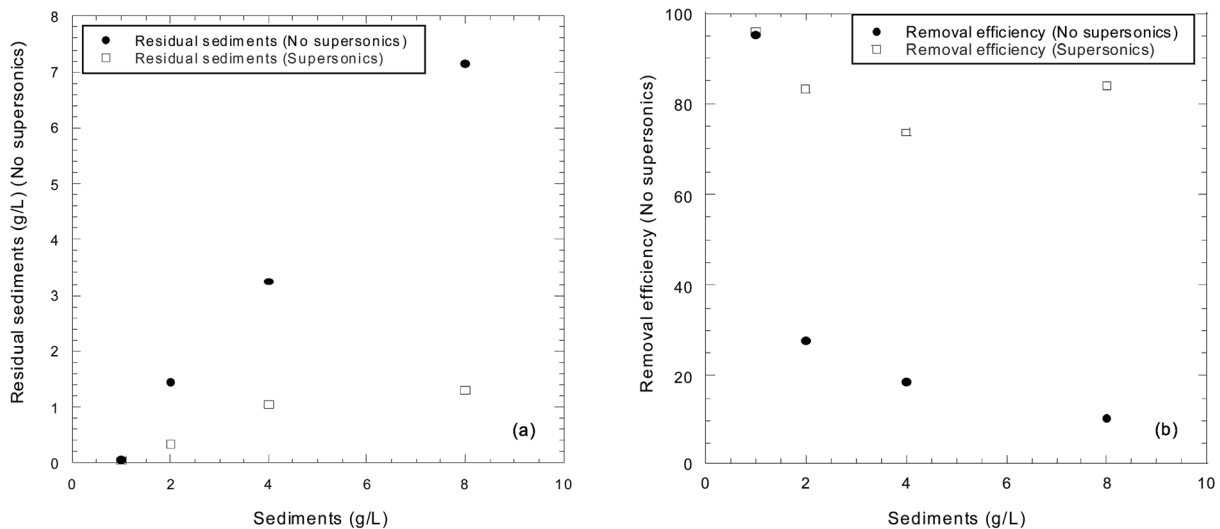 Residual sediments (No supersonics)
Residual sediments (Supersonics)
Residual sediments (g/L) (No supersonics)
8
7
6
5
4
3
2
1
0
0 2 4 6 8 10
Sediments (g/L)
(a)
Removal efficiency (No supersonics)
Removal efficiency (Supersonics)
Removal efficiency (No supersonics)
100
80
60
40
20
0
0 2 4 6 8 10
Sediments (g/L)
(b)